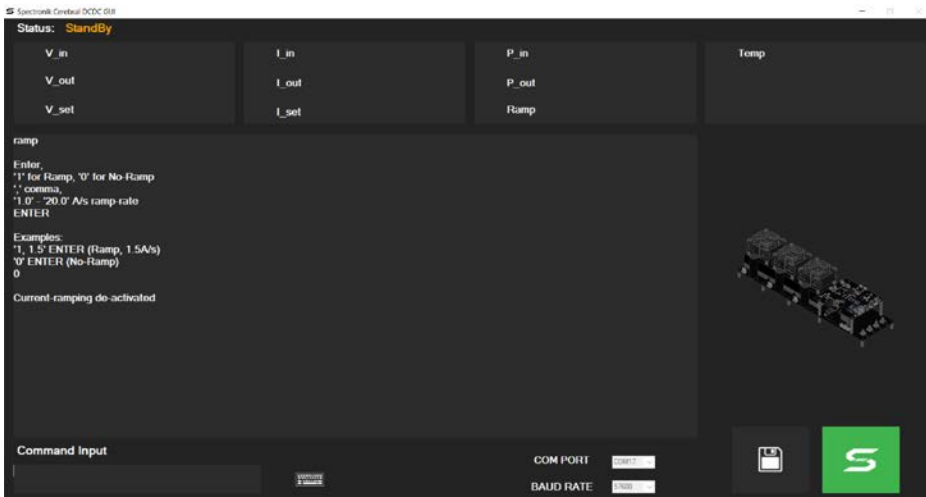 Spectronik Cerebral DCDC GUI
Status: StandBy
V_in
I_in
P_in
Temp
V_out
I_out
P_out
V_set
I_set
Ramp
ramp
Enter,
'1' for Ramp, '0' for No-Ramp
',' comma,
'1.0' - '20.0' A/s ramp-rate
ENTER
Examples:
'1, 1.5' ENTER (Ramp, 1.5A/s)
'0' ENTER (No-Ramp)
0
Current-ramping de-activated
Command Input
COM PORT COM17
BAUD RATE 57600